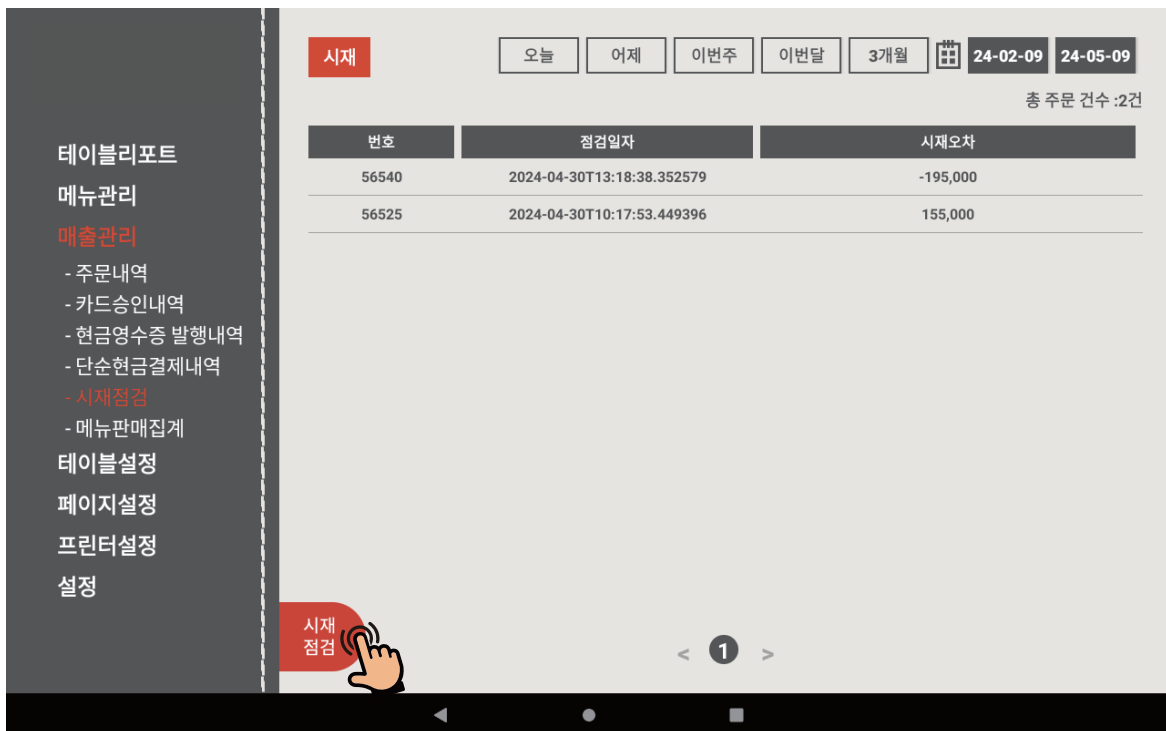 테이블리포트
메뉴관리
매출관리
- 주문내역
- 카드승인내역
- 현금영수증 발행내역
- 단순현금결제내역
- 시재점검
- 메뉴판매집계
테이블설정
페이지설정
프린터설정
설정
시재 오늘 어제 이번주 이번달 3개월 24-02-09 24-05-09
총 주문 건수 :2건
번호 점검일자 시재오차
56540 2024-04-30T13:18:38.352579 -195,000
56525 2024-04-30T10:17:53.449396 155,000
시재
점검
< 1 >